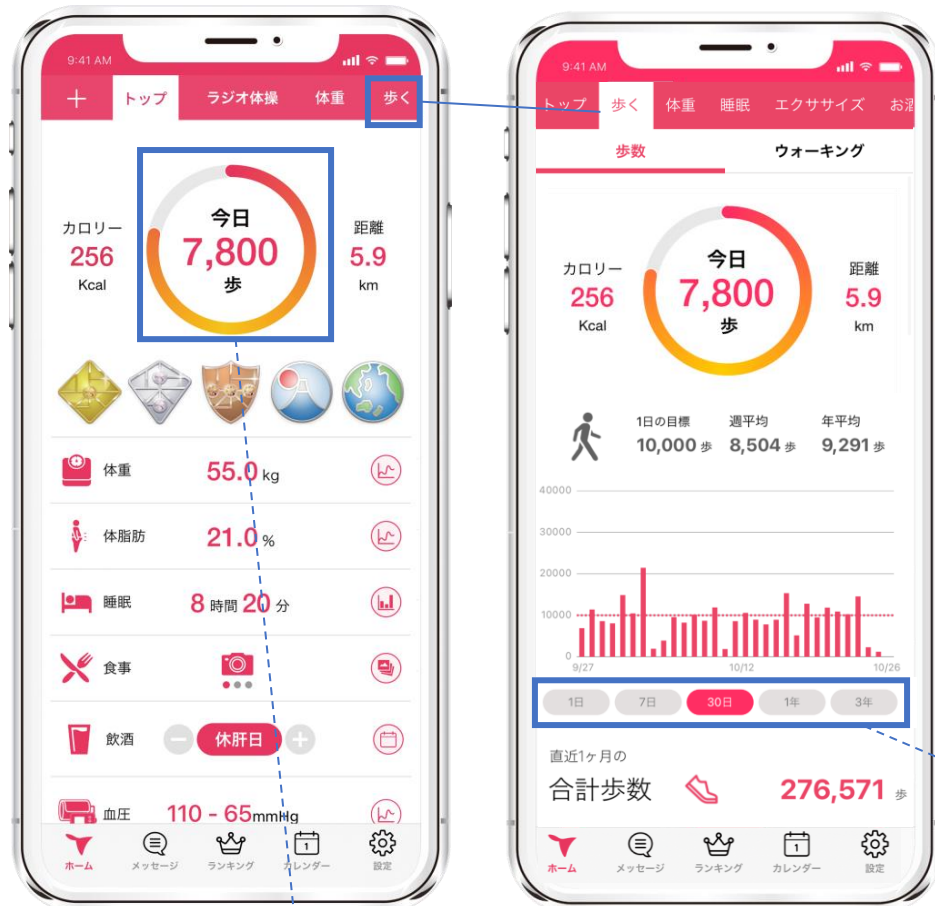 9:41 AM
＋ トップ ラジオ体操 体重 歩く
カロリー
256
Kcal
今日
7,800
歩
距離
5.9
km
体重 55.0 kg
体脂肪 21.0 %
睡眠 8 時間 20 分
食事
飲酒 － 休肝日 ＋
血圧 110 - 65mmHg
1
ホーム メッセージ ランキング カレンダー 設定
9:41 AM
トップ 歩く 体重 睡眠 エクササイズ お酒
歩数 ウォーキング
カロリー
256
Kcal
今日
7,800
歩
距離
5.9
km
1日の目標 週平均 年平均
10,000 歩 8,504 歩 9,291 歩
40000
30000
20000
10000
0
9/27 10/12 10/26
1日 7日 30日 1年 3年
直近1ヶ月の
合計歩数 276,571 歩
1
ホーム メッセージ ランキング カレンダー 設定